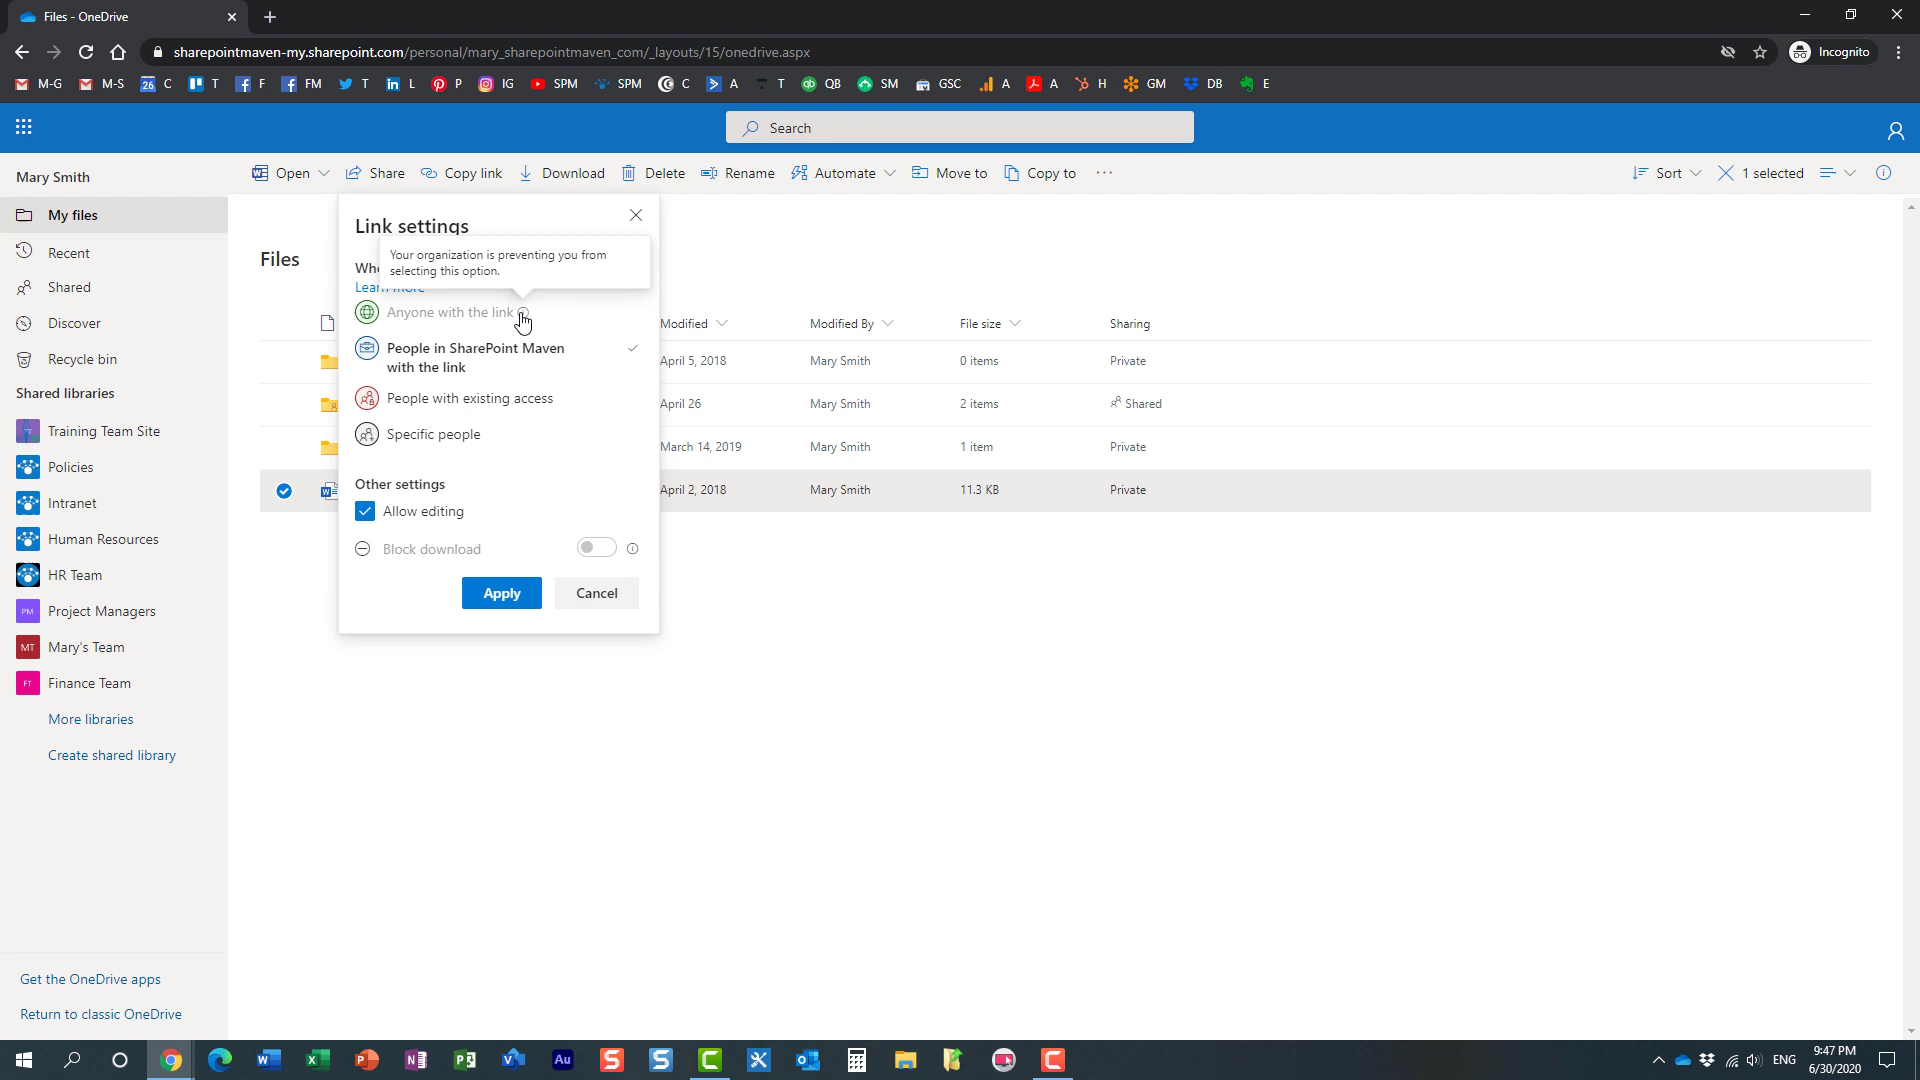 Files - OneDrive
sharepointmaven-my.sharepoint.com/personal/mary_sharepointmaven_com/_layouts/15/onedrive.aspx
Incognito
M-G M-S 26 C T F FM T L P IG SPM SPM C A T QB SM GSC A A H GM DB E
Search
Mary Smith
Open Share Copy link Download Delete Rename Automate Move to Copy to ··· Sort 1 selected
My files
Recent
Shared
Discover
Recycle bin
Shared libraries
Training Team Site
Policies
Intranet
Human Resources
HR Team
PM Project Managers
MT Mary's Team
FT Finance Team
More libraries
Create shared library
Get the OneDrive apps
Return to classic OneDrive
Files
Modified Modified By File size Sharing
April 5, 2018 Mary Smith 0 items Private
April 26 Mary Smith 2 items Shared
March 14, 2019 Mary Smith 1 item Private
April 2, 2018 Mary Smith 11.3 KB Private
Link settings
Your organization is preventing you from
selecting this option.
Learn more
Anyone with the link
People in SharePoint Maven
with the link
People with existing access
Specific people
Other settings
Allow editing
Block download
Apply Cancel
ENG
9:47 PM
6/30/2020